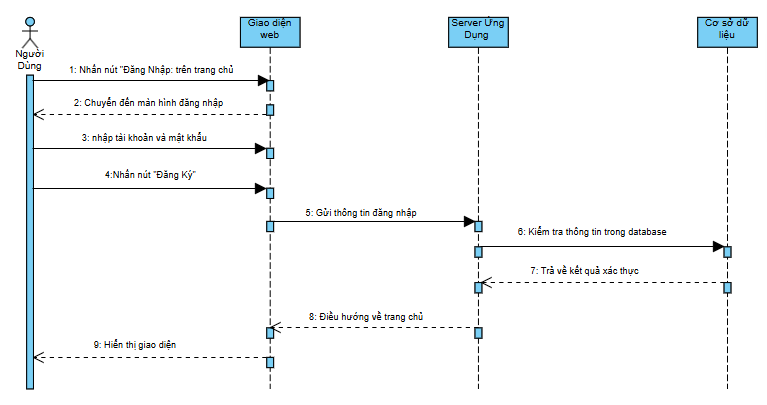 Giao diện
web
Server Ứng
Dụng
Cơ sở dữ
liệu
Người
Dùng
1: Nhấn nút "Đăng Nhập: trên trang chủ
2: Chuyển đến màn hình đăng nhập
3: nhập tài khoản và mật khẩu
4:Nhấn nút "Đăng Ký"
5: Gửi thông tin đăng nhập
6: Kiểm tra thông tin trong database
7: Trả về kết quả xác thực
8: Điều hướng về trang chủ
9: Hiển thị giao diện